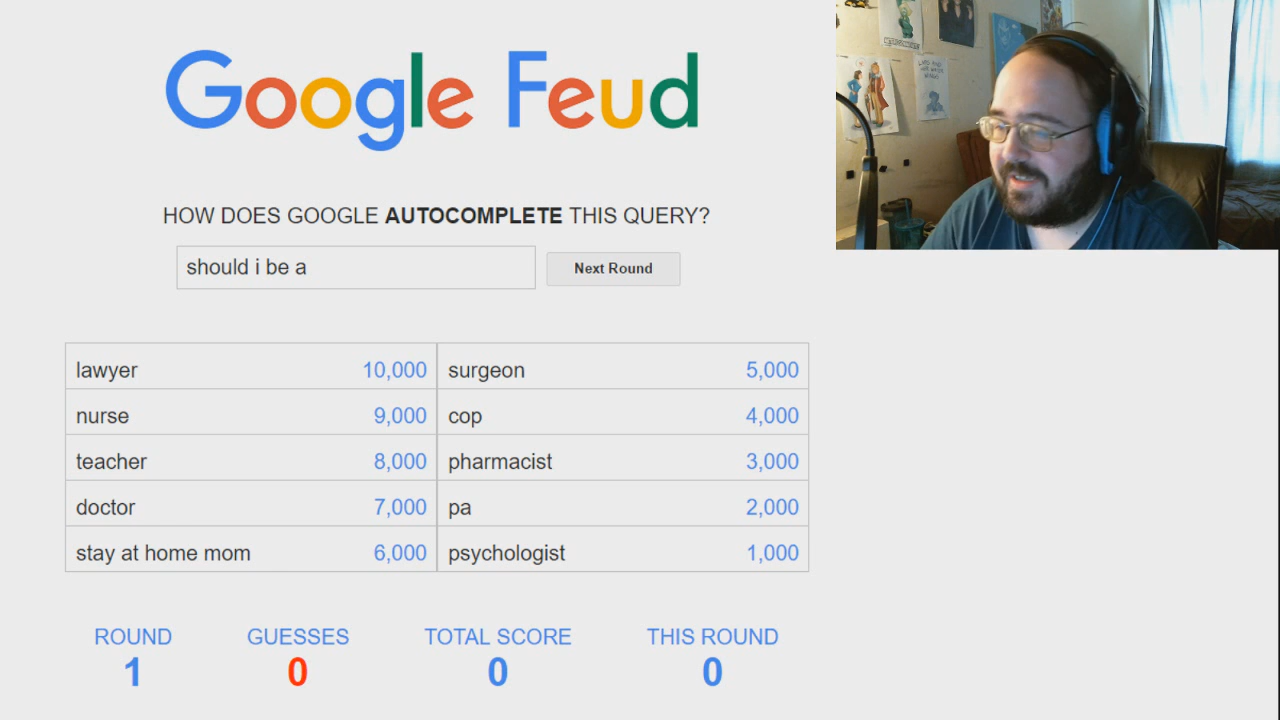 Google Feud
HOW DOES GOOGLE AUTOCOMPLETE THIS QUERY?
should i be a
Next Round
lawyer 10,000 surgeon 5,000
nurse 9,000 cop 4,000
teacher 8,000 pharmacist 3,000
doctor 7,000 pa 2,000
stay at home mom 6,000 psychologist 1,000
ROUND GUESSES TOTAL SCORE THIS ROUND
1 0 0 0